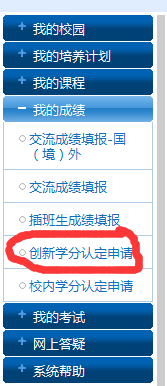 我的校园
我的培养计划
我的课程
我的成绩
交流成绩填报-国
（境）外
交流成绩填报
插班生成绩填报
创新学分认定申请
校内学分认定申请
我的考试
网上答疑
系统帮助